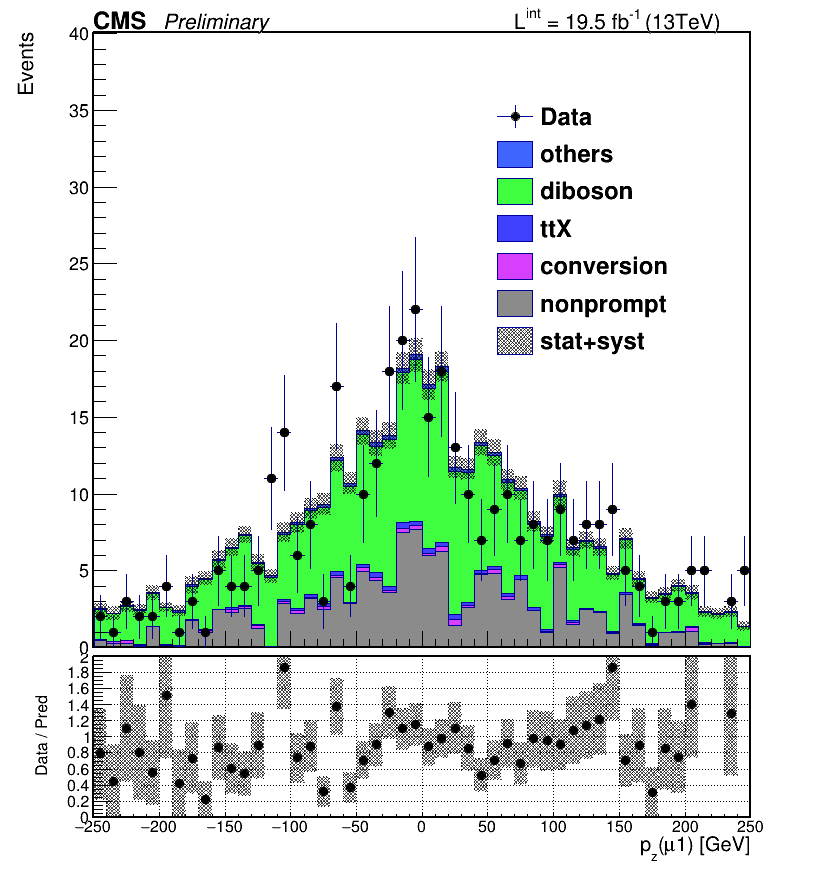 CMS Preliminary L^int = 19.5 fb^-1 (13TeV)
Events
40
35
30
25
20
15
10
5
0
Data
others
diboson
ttX
conversion
nonprompt
stat+syst
Data / Pred
2
1.8
1.6
1.4
1.2
1
0.8
0.6
0.4
0.2
0
−250 −200 −150 −100 −50 0 50 100 150 200 250
p_z(μ1) [GeV]